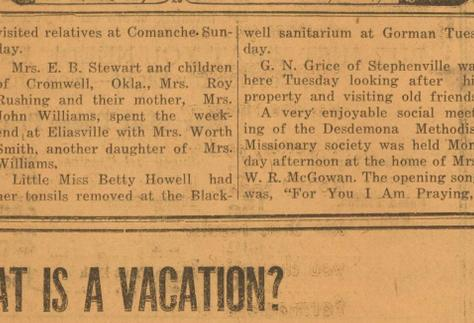 visited relatives at Comanche Sun-
day.
Mrs. E. B. Stewart and children
of Cromwell, Okla., Mrs. Roy
Rushing and their mother, Mrs.
John Williams, spent the week-
end at Eliasville with Mrs. Worth
Smith, another daughter of Mrs.
Williams.
Little Miss Betty Howell had
her tonsils removed at the Black-
well sanitarium at Gorman Tues
day.
G. N. Grice of Stephenville wa
here Tuesday looking after hi
property and visiting old friends
A very enjoyable social meet
ing of the Desdemona Methodis
Missionary society was held Mon
day afternoon at the home of Mr
W. R. McGowan. The opening son
was, "For You I Am Praying,
AT IS A VACATION?